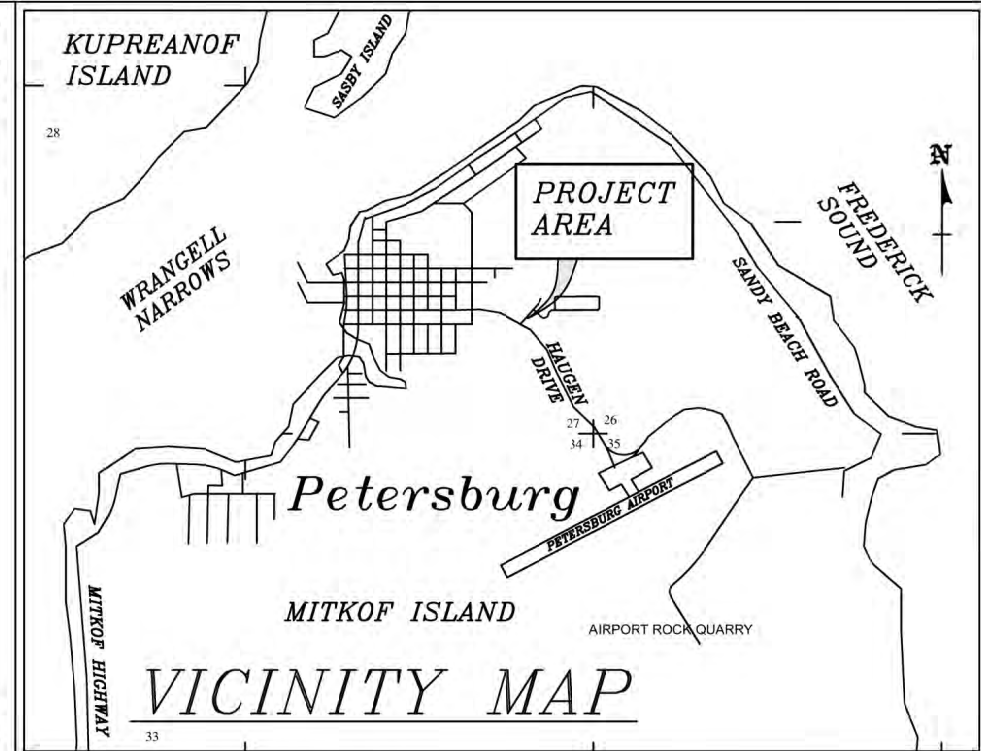 KUPREANOF
ISLAND
SASBY ISLAND
28
N
PROJECT
AREA
FREDERICK
SOUND
WRANGELL
NARROWS
SANDY BEACH ROAD
HAUGEN
DRIVE
27 26
34 35
Petersburg
PETERSBURG AIRPORT
MITKOF ISLAND
AIRPORT ROCK QUARRY
MITKOF HIGHWAY
VICINITY MAP
33